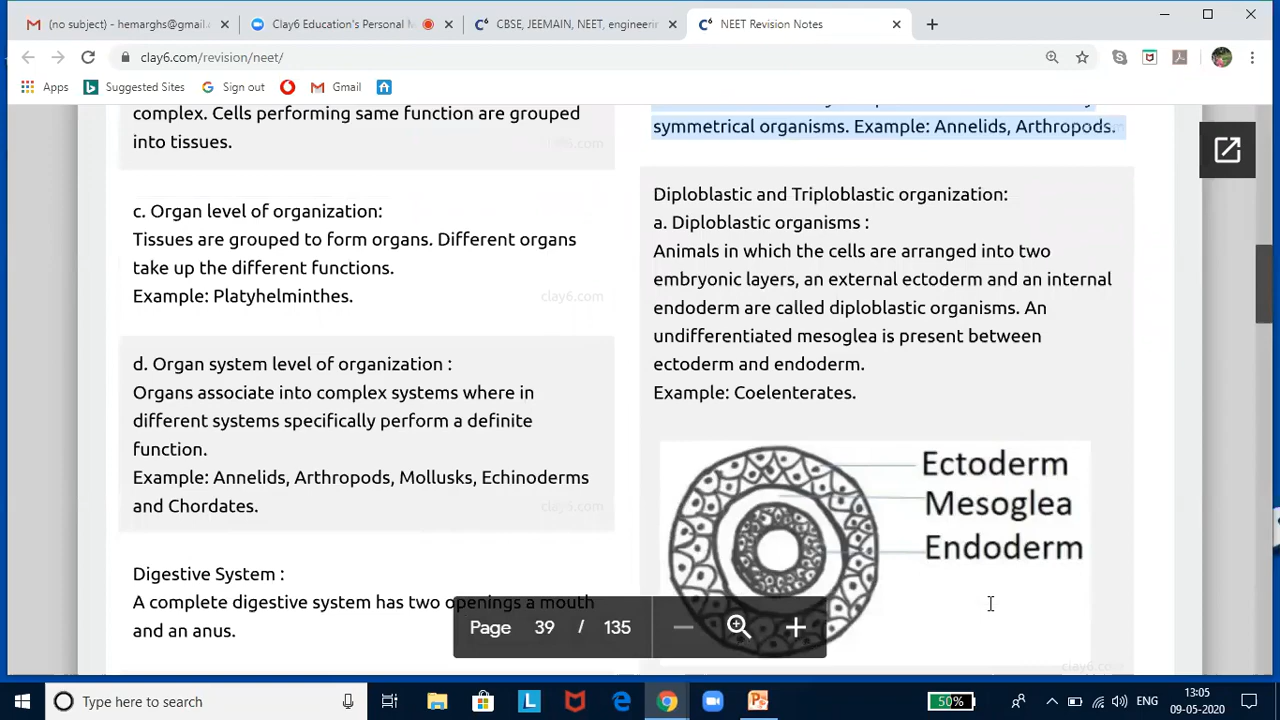 (no subject) - hemarghs@gmail.
Clay6 Education's Personal M
CBSE, JEEMAIN, NEET, engineerin
NEET Revision Notes
clay6.com/revision/neet/
Apps
Suggested Sites
Sign out
Gmail
complex. Cells performing same function are grouped
into tissues.
c. Organ level of organization:
Tissues are grouped to form organs. Different organs
take up the different functions.
Example: Platyhelminthes.
clay6.com
d. Organ system level of organization :
Organs associate into complex systems where in
different systems specifically perform a definite
function.
Example: Annelids, Arthropods, Mollusks, Echinoderms
and Chordates.
clay6.com
Digestive System :
A complete digestive system has two openings a mouth
and an anus.
symmetrical organisms. Example: Annelids, Arthropods.
Diploblastic and Triploblastic organization:
a. Diploblastic organisms :
Animals in which the cells are arranged into two
embryonic layers, an external ectoderm and an internal
endoderm are called diploblastic organisms. An
undifferentiated mesoglea is present between
ectoderm and endoderm.
Example: Coelenterates.
Ectoderm
Mesoglea
Endoderm
clay6.com
Page 39 / 135
Type here to search
50%
ENG
13:05
09-05-2020